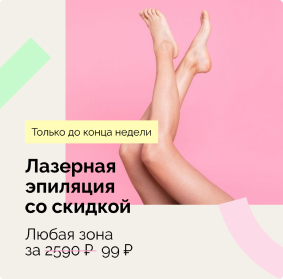 Только до конца недели
Лазерная
эпиляция
со скидкой
Любая зона
за 2590 ₽ 99 ₽